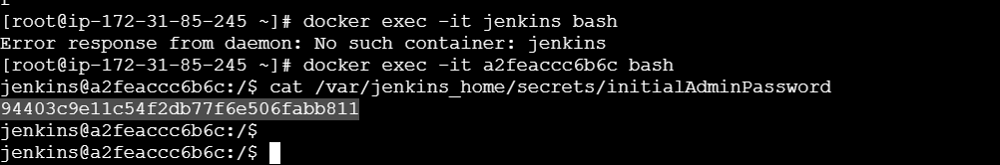 [root@ip-172-31-85-245 ~]# docker exec -it jenkins bash
Error response from daemon: No such container: jenkins
[root@ip-172-31-85-245 ~]# docker exec -it a2feaccc6b6c bash
jenkins@a2feaccc6b6c:/$ cat /var/jenkins_home/secrets/initialAdminPassword
94403c9e11c54f2db77f6e506fabb811
jenkins@a2feaccc6b6c:/$
jenkins@a2feaccc6b6c:/$